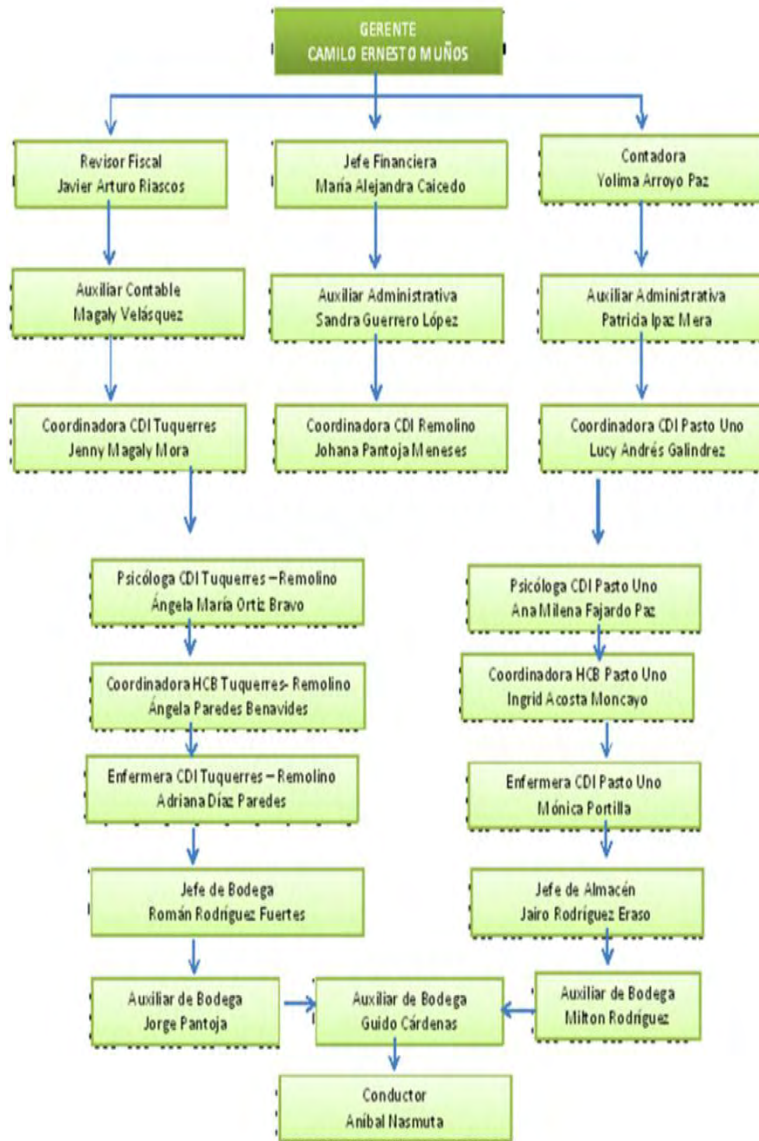 GERENTE
CAMILO ERNESTO MUÑOS
Revisor Fiscal
Javier Arturo Riascos
Jefe Financiera
María Alejandra Caicedo
Contadora
Yolima Arroyo Paz
Auxiliar Contable
Magaly Velásquez
Auxiliar Administrativa
Sandra Guerrero López
Auxiliar Administrativa
Patricia Ipaz Mera
Coordinadora CDI Tuquerres
Jenny Magaly Mora
Coordinadora CDI Remolino
Johana Pantoja Meneses
Coordinadora CDI Pasto Uno
Lucy Andrés Galindrez
Psicóloga CDI Tuquerres – Remolino
Ángela María Ortiz Bravo
Psicóloga CDI Pasto Uno
Ana Milena Fajardo Paz
Coordinadora HCB Tuquerres- Remolino
Ángela Paredes Benavides
Coordinadora HCB Pasto Uno
Ingrid Acosta Moncayo
Enfermera CDI Tuquerres – Remolino
Adriana Díaz Paredes
Enfermera CDI Pasto Uno
Mónica Portilla
Jefe de Bodega
Román Rodríguez Fuertes
Jefe de Almacén
Jairo Rodríguez Eraso
Auxiliar de Bodega
Jorge Pantoja
Auxiliar de Bodega
Guido Cárdenas
Auxiliar de Bodega
Milton Rodríguez
Conductor
Aníbal Nasmuta